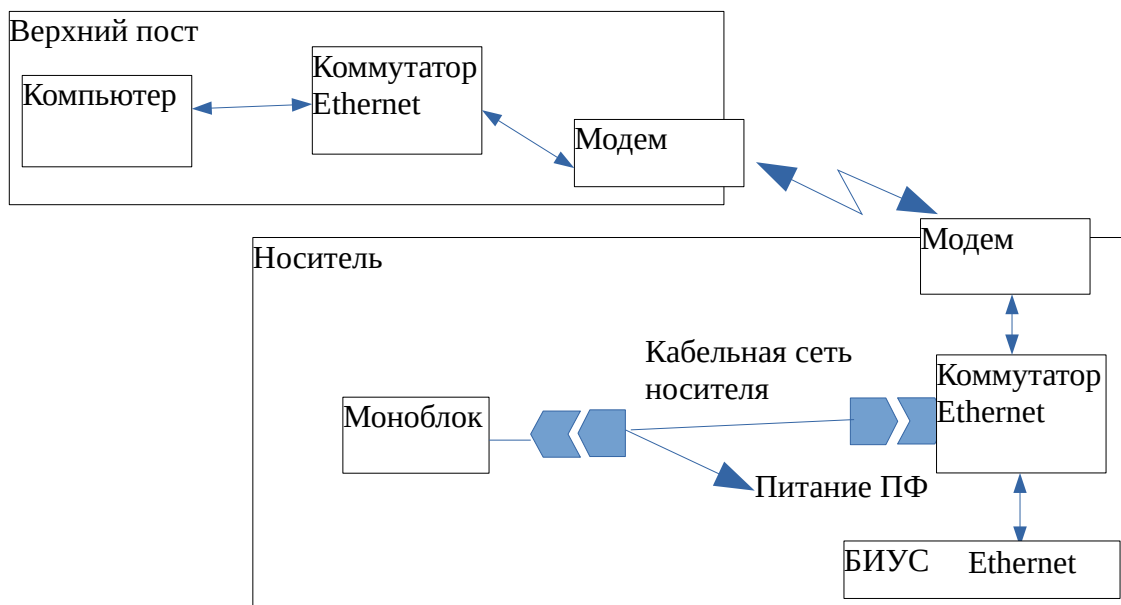 Верхний пост
Компьютер
Коммутатор
Ethernet
Модем
Модем
Носитель
Кабельная сеть
носителя
Коммутатор
Ethernet
Моноблок
Питание ПФ
БИУС Ethernet